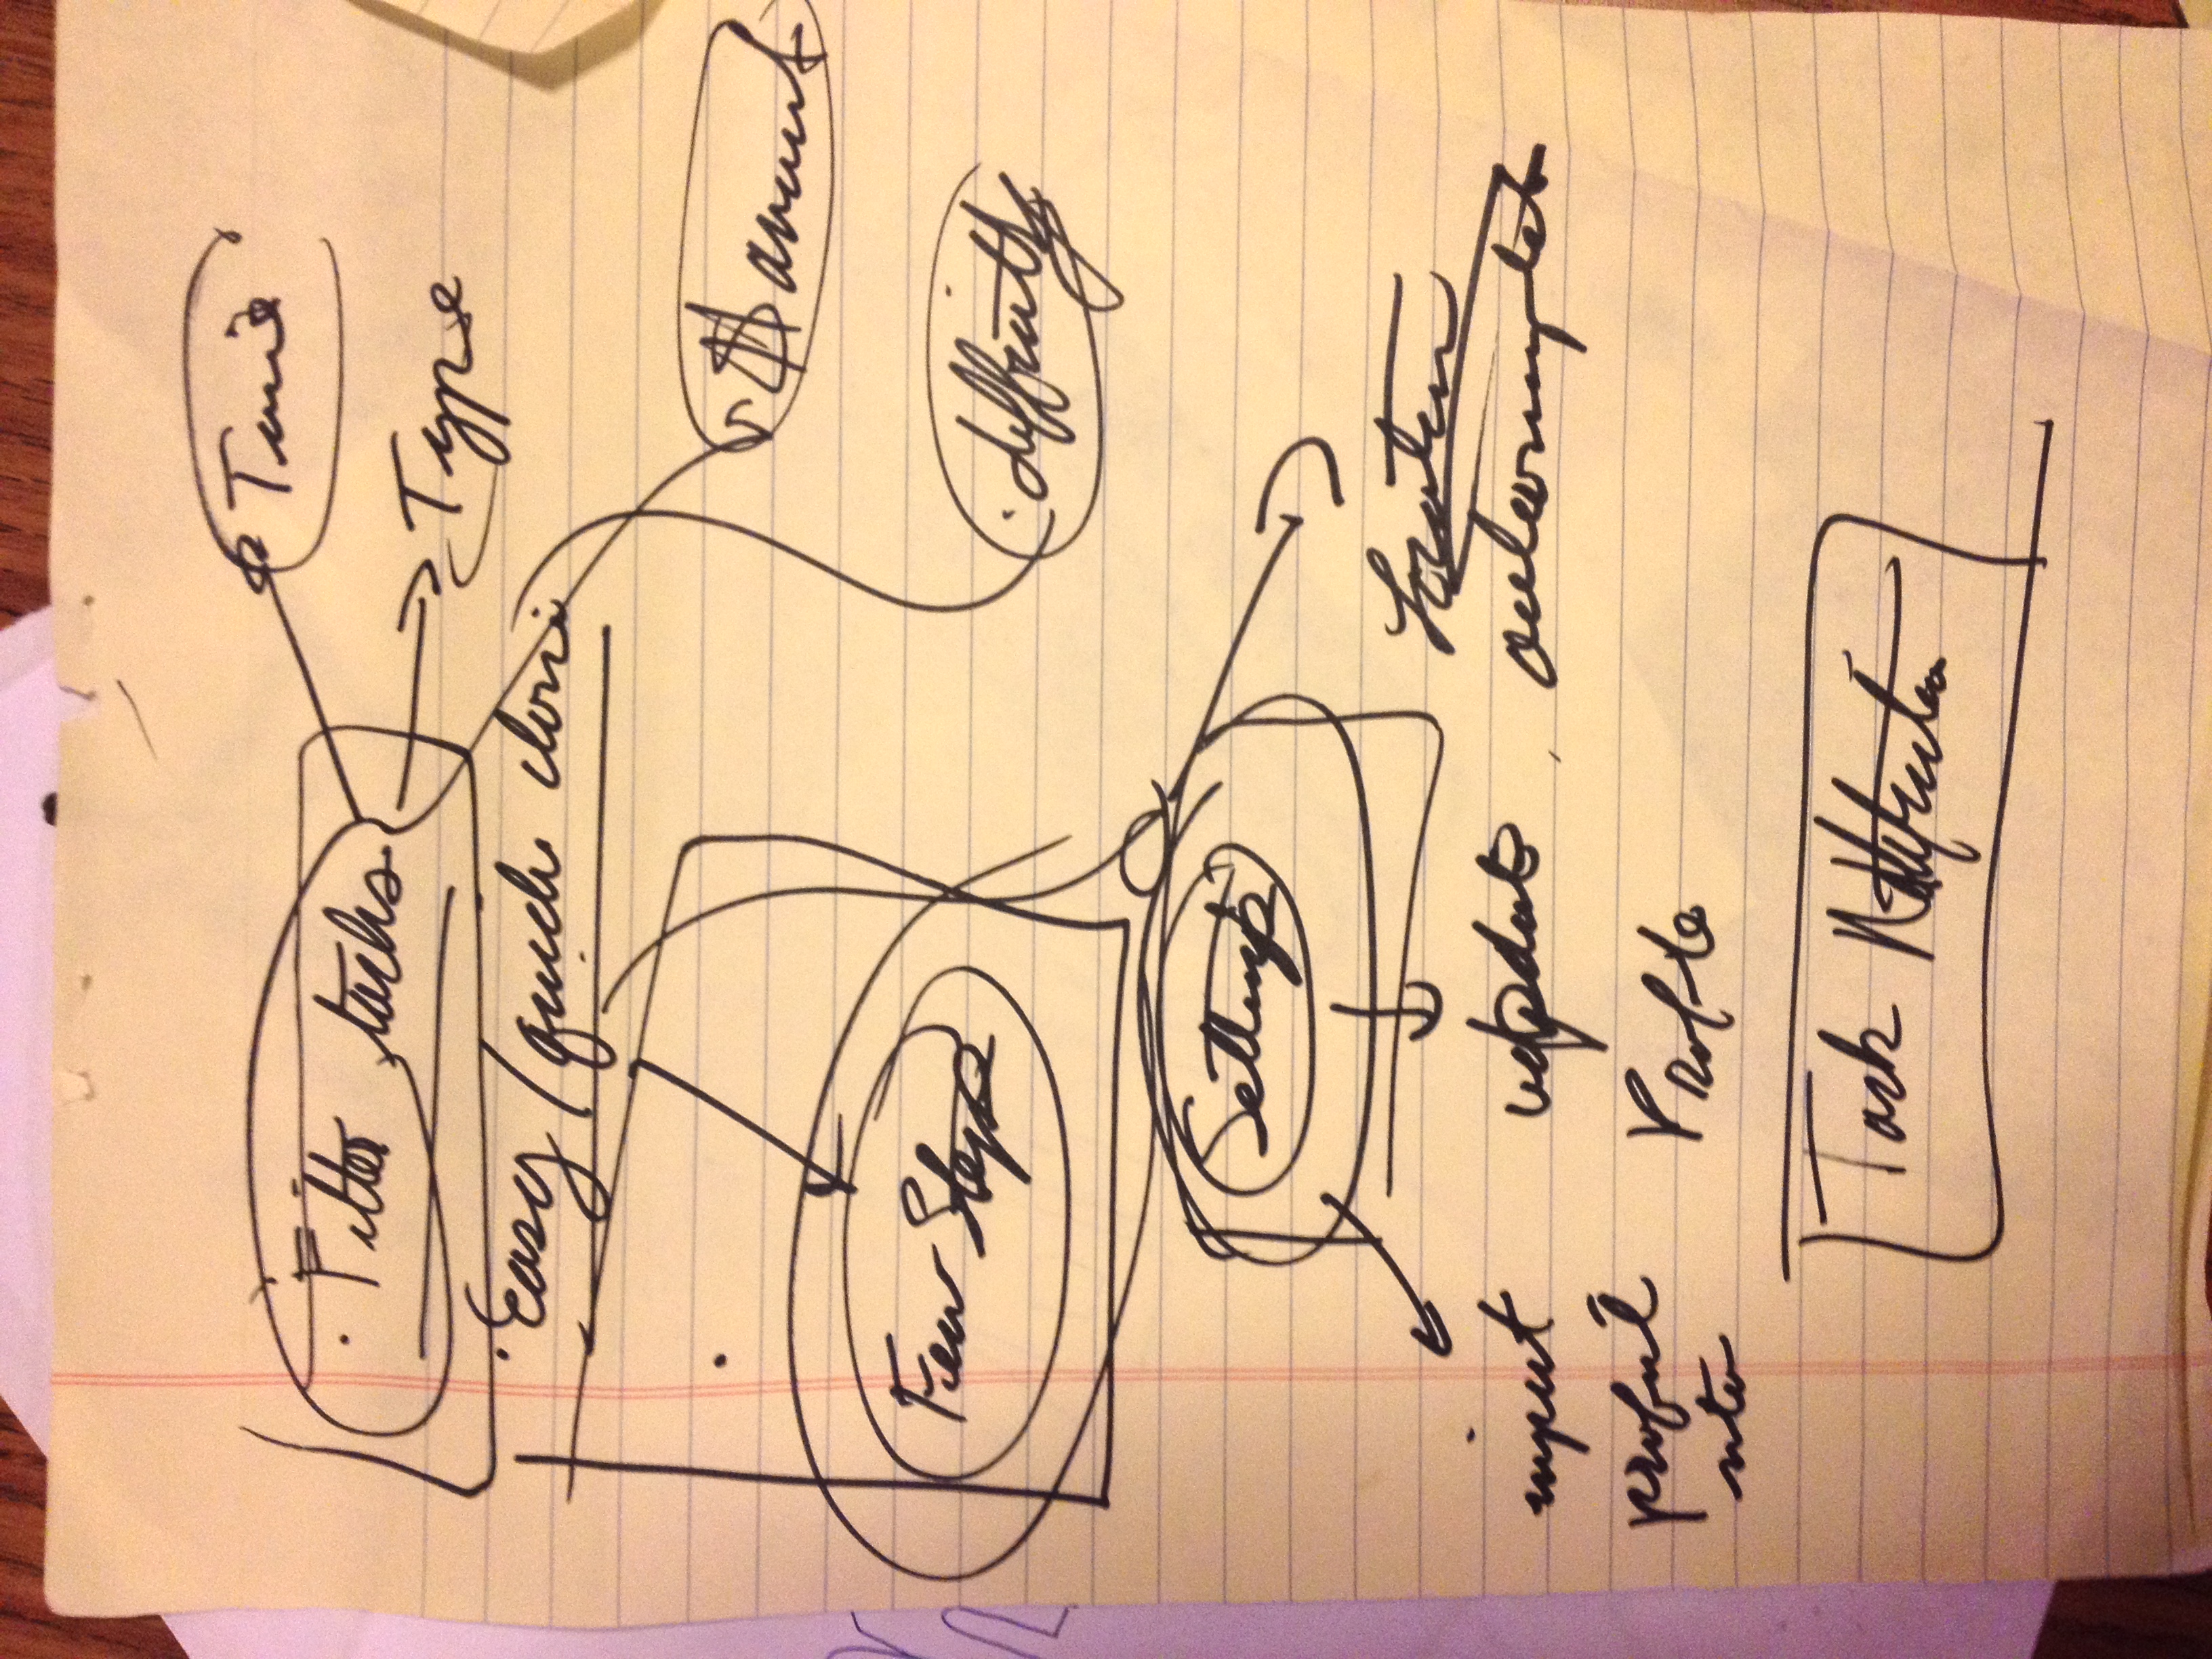 Time
Filter tasks
Type
Easy / quick
$ amount
Few Steps
difficulty
Settings
Location
input update autocomplete
profile Profile
info
Task Notification